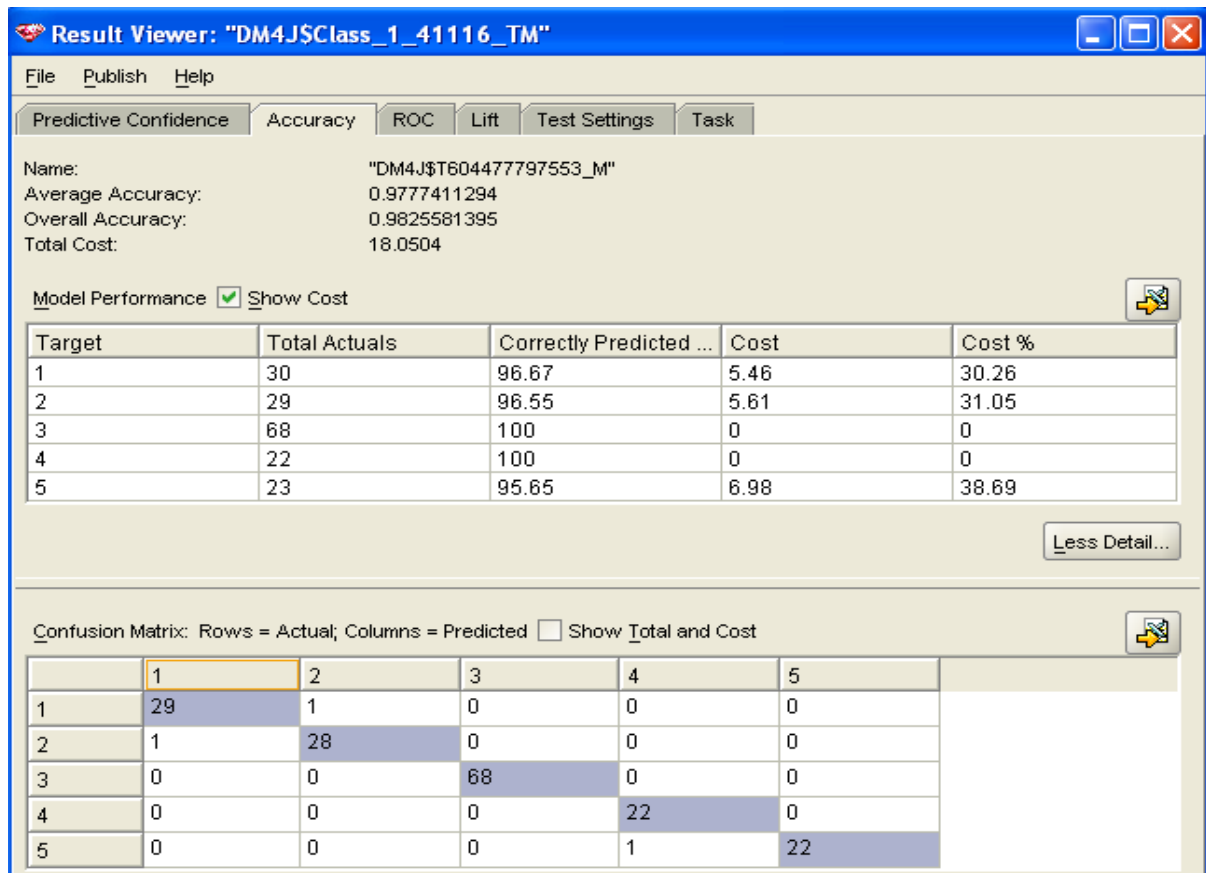 Result Viewer: "DM4J$Class_1_41116_TM"
File Publish Help
Predictive Confidence Accuracy ROC Lift Test Settings Task
Name: "DM4J$T604477797553_M"
Average Accuracy: 0.9777411294
Overall Accuracy: 0.9825581395
Total Cost: 18.0504
Model Performance Show Cost
Target Total Actuals Correctly Predicted ... Cost Cost %
1 30 96.67 5.46 30.26
2 29 96.55 5.61 31.05
3 68 100 0 0
4 22 100 0 0
5 23 95.65 6.98 38.69
Less Detail...
Confusion Matrix: Rows = Actual; Columns = Predicted Show Total and Cost
1 2 3 4 5
1 29 1 0 0 0
2 1 28 0 0 0
3 0 0 68 0 0
4 0 0 0 22 0
5 0 0 0 1 22